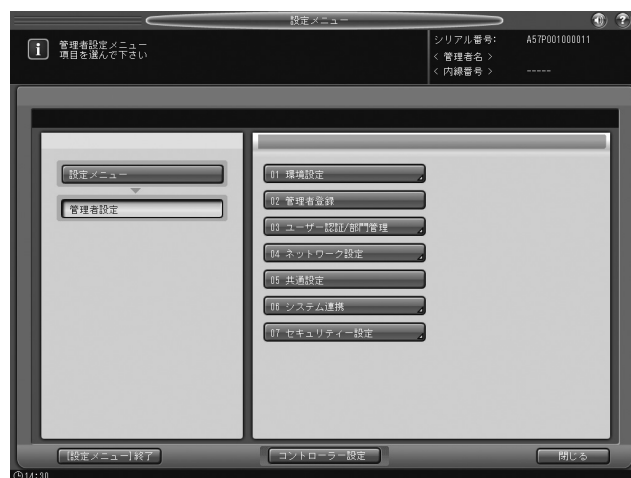 設定メニュー
管理者設定メニュー
項目を選んで下さい
シリアル番号: A57P001000011
< 管理者名 >
< 内線番号 > -----
設定メニュー
管理者設定
01 環境設定
02 管理者登録
03 ユーザー認証/部門管理
04 ネットワーク設定
05 共通設定
06 システム連携
07 セキュリティー設定
[設定メニュー]終了
コントローラー設定
閉じる
14:30